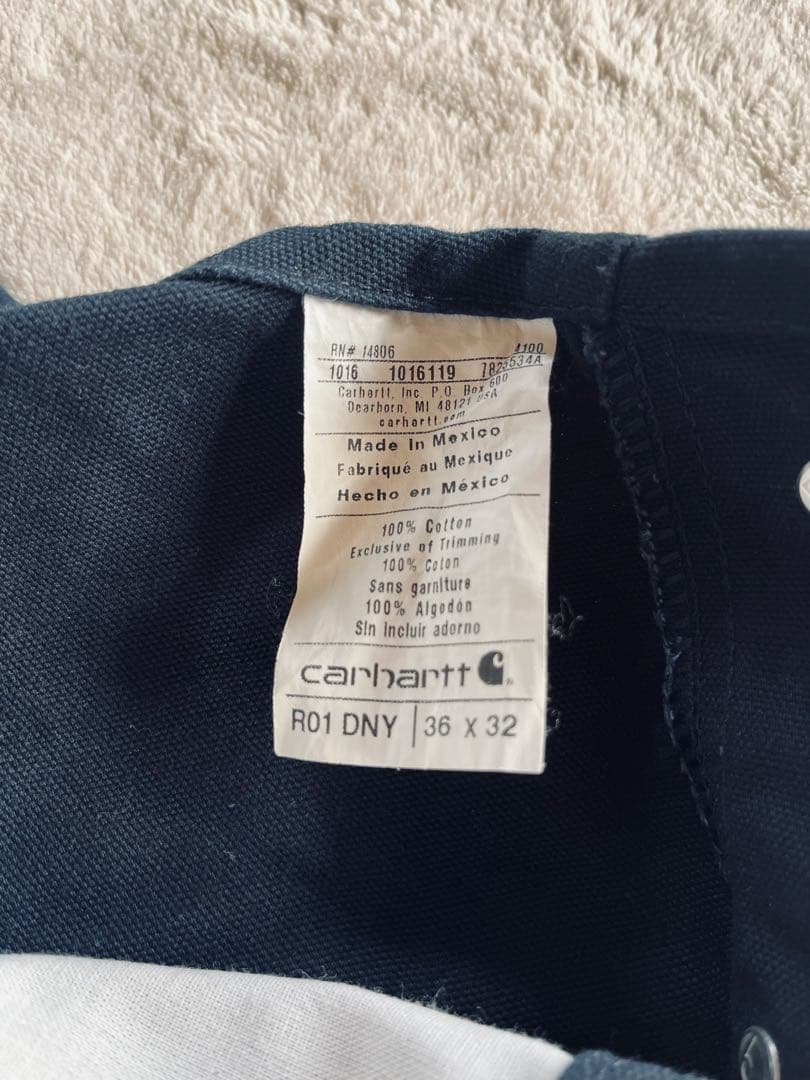 RN# 14806 4100
1016 1016119 7825534A
Carhartt, Inc. P.O. Box 600
Dearborn, MI 48121 USA
carhartt.com
Made In Mexico
Fabriqué au Mexique
Hecho en México
100% Cotton
Exclusive of Trimming
100% Coton
Sans garniture
100% Algodón
Sin incluir adorno
carhartt
R01 DNY 36 X 32